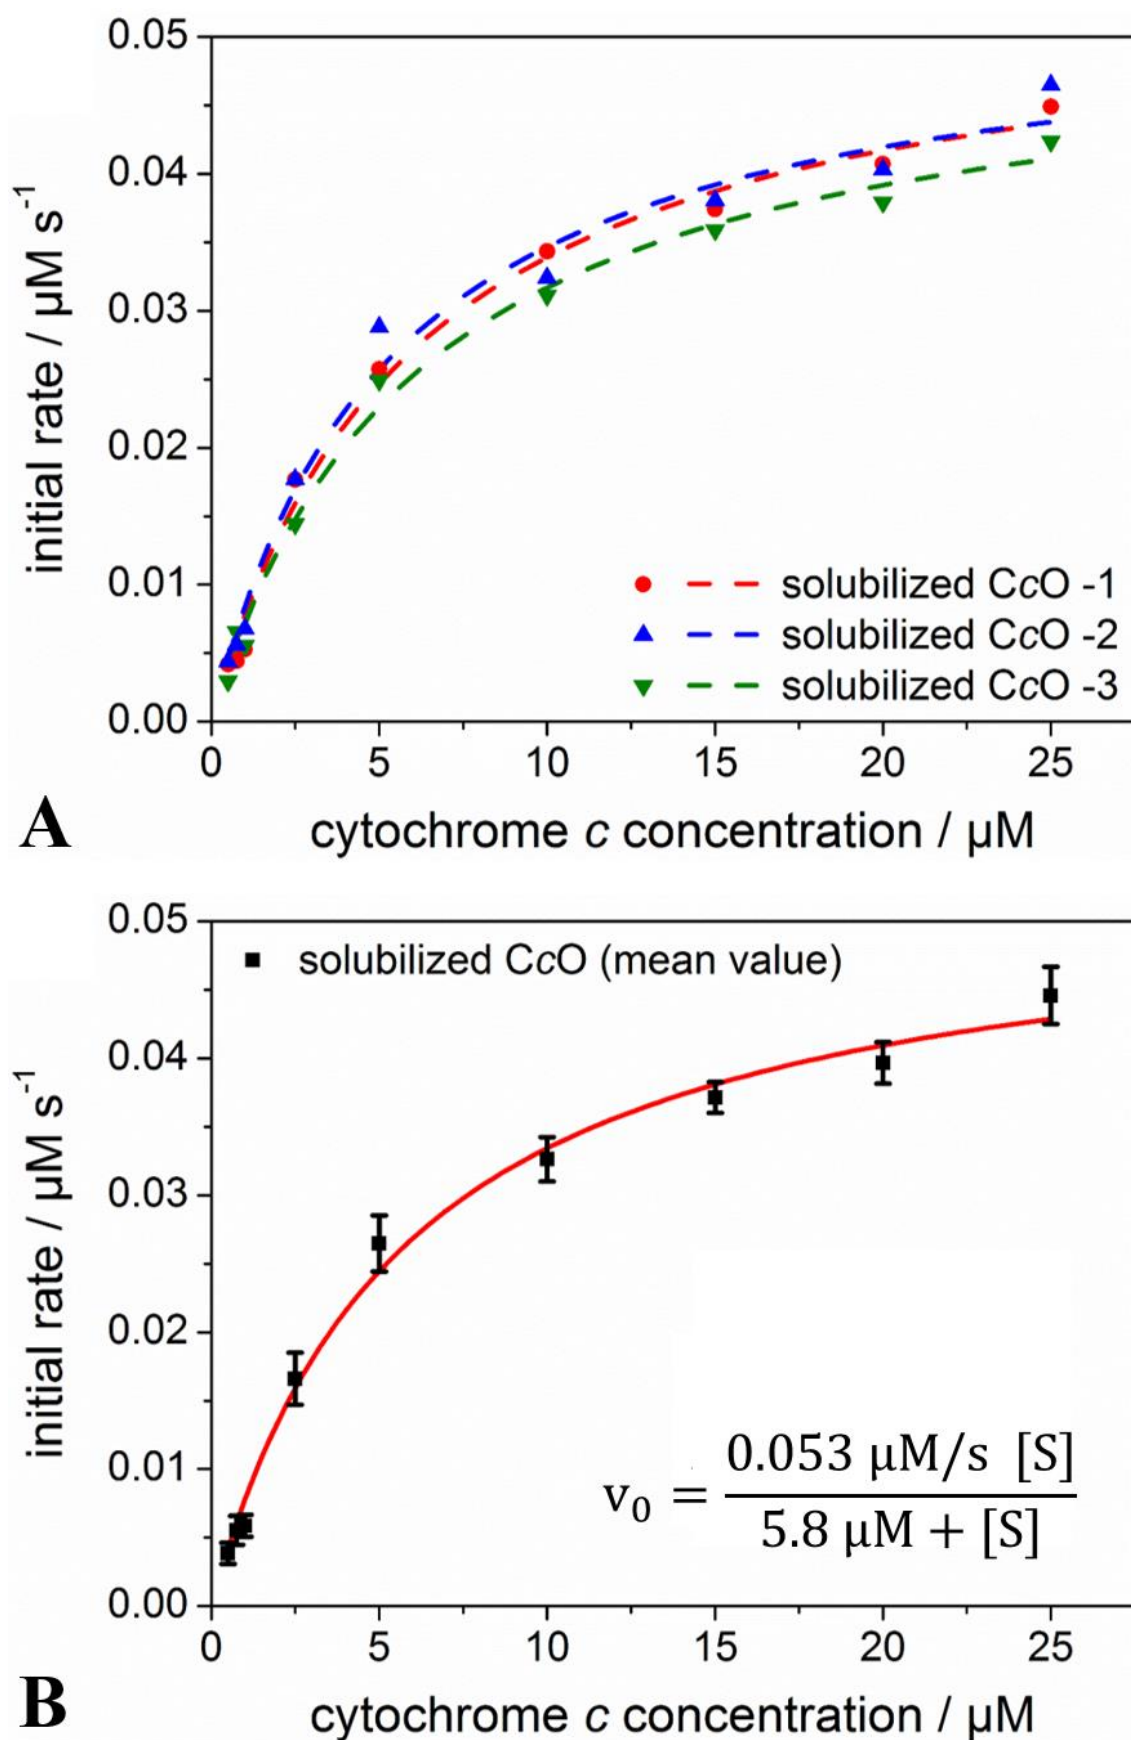 0.05
0.04
0.03
0.02
0.01
0.00
initial rate / µM s⁻¹
solubilized CcO -1
solubilized CcO -2
solubilized CcO -3
0 5 10 15 20 25
cytochrome c concentration / µM
A
0.05
0.04
0.03
0.02
0.01
0.00
initial rate / µM s⁻¹
solubilized CcO (mean value)
v₀ = 0.053 µM/s [S]
5.8 µM + [S]
0 5 10 15 20 25
cytochrome c concentration / µM
B